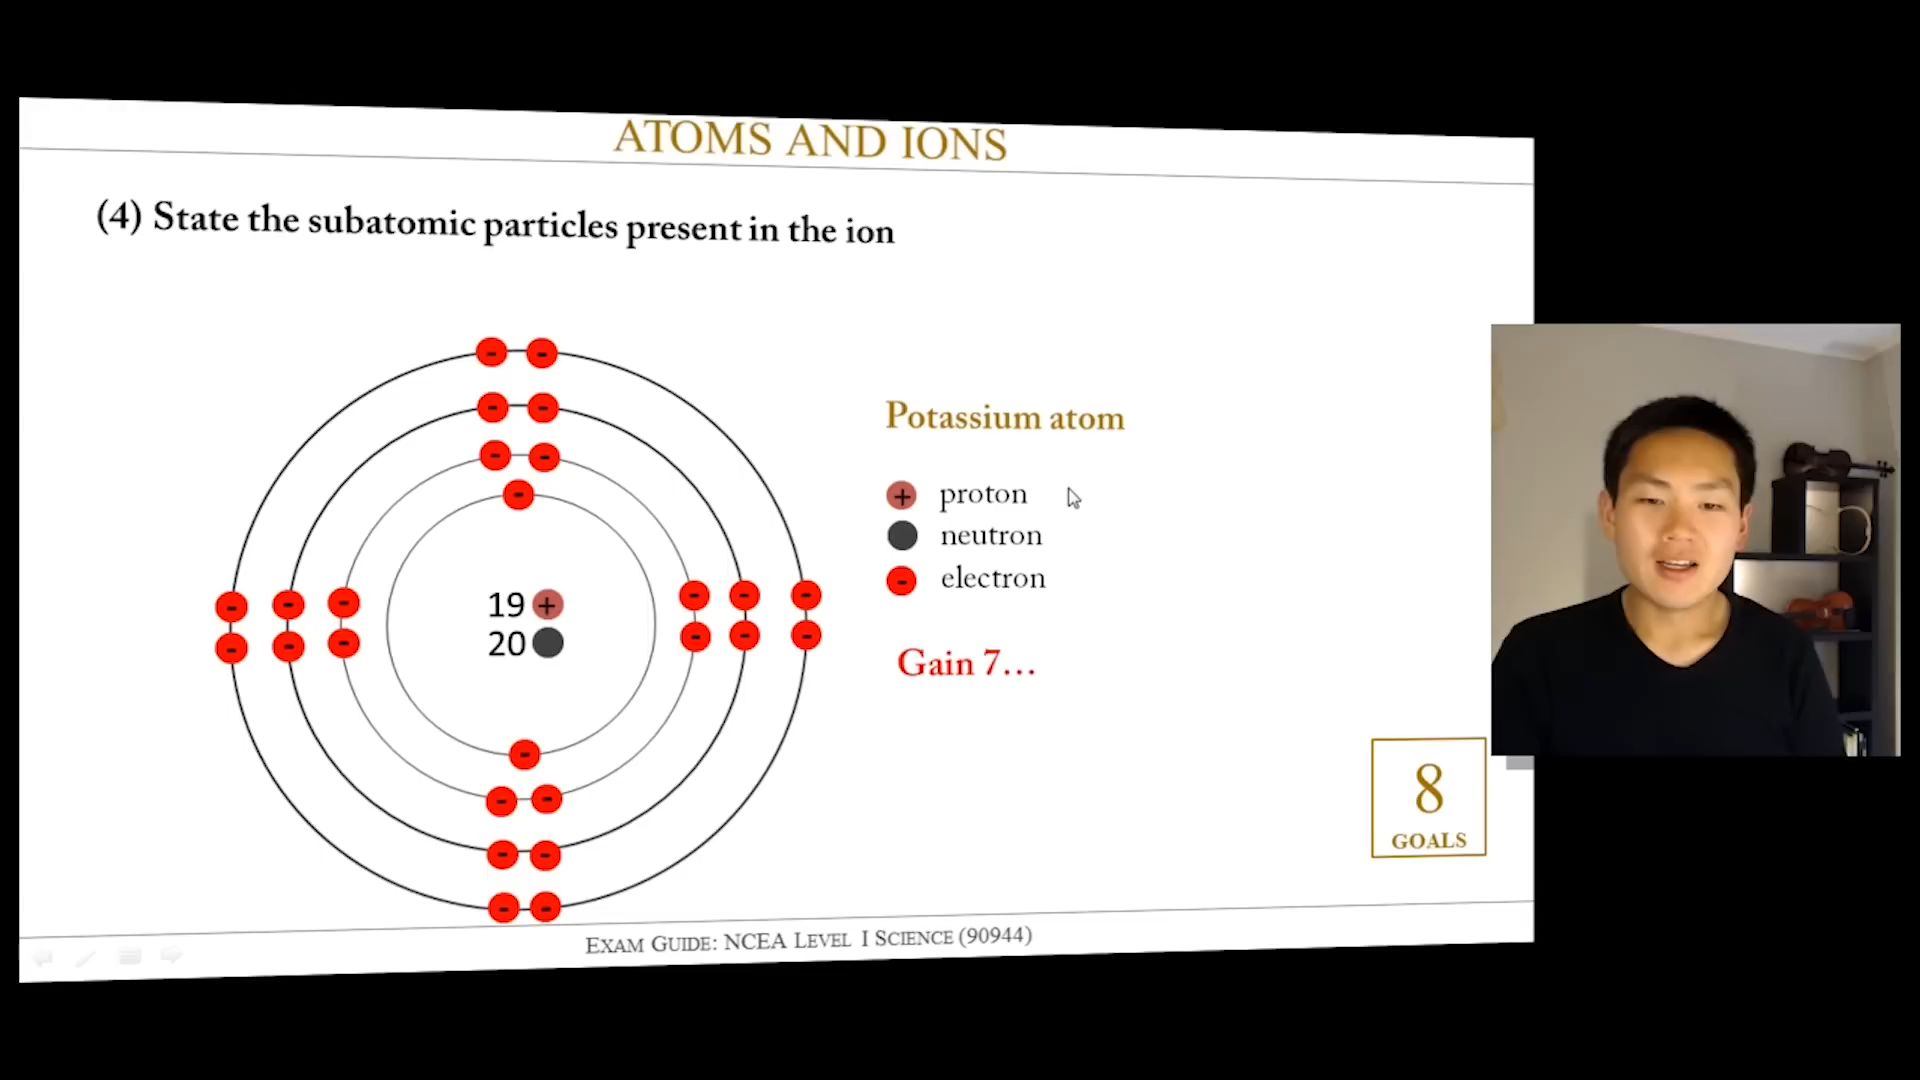 ATOMS AND IONS
(4) State the subatomic particles present in the ion
Potassium atom
+ proton
neutron
- electron
19 +
20
Gain 7...
8
GOALS
EXAM GUIDE: NCEA LEVEL I SCIENCE (90944)